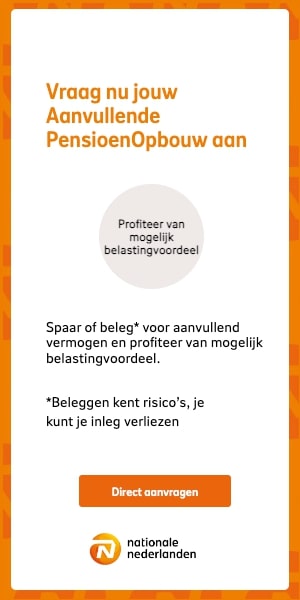 Vraag nu jouw
Aanvullende
PensioenOpbouw aan
Profiteer van
mogelijk
belastingvoordeel
Spaar of beleg* voor aanvullend
vermogen en profiteer van mogelijk
belastingvoordeel.
*Beleggen kent risico's, je
kunt je inleg verliezen
Direct aanvragen
nationale
nederlanden